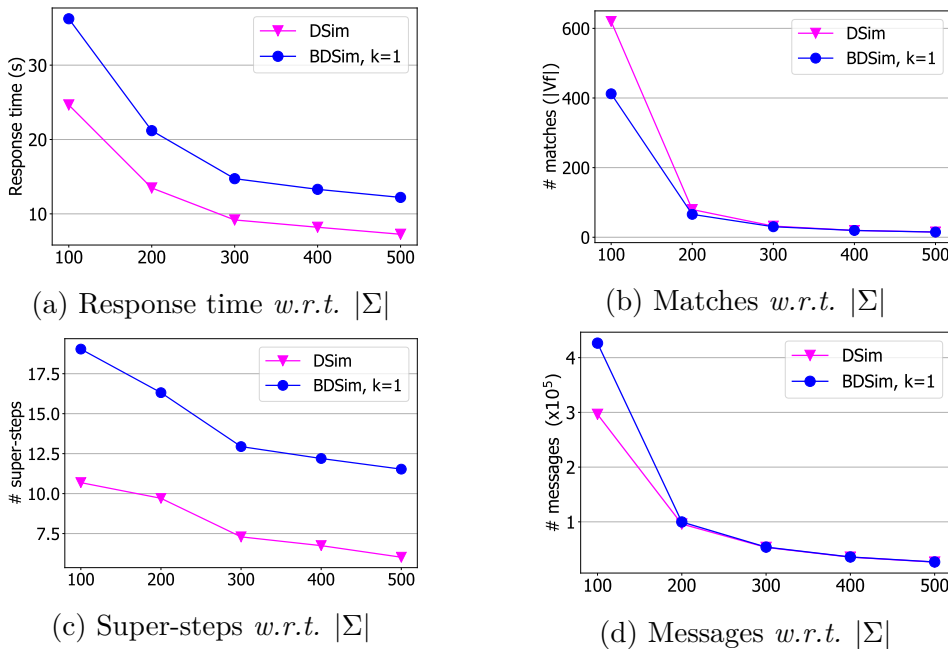 Response time (s)
30
20
10
100 200 300 400 500
DSim
BDSim, k=1
(a) Response time w.r.t. |Σ|
# matches (|Vf|)
600
400
200
0
100 200 300 400 500
DSim
BDSim, k=1
(b) Matches w.r.t. |Σ|
# super-steps
17.5
15.0
12.5
10.0
7.5
100 200 300 400 500
DSim
BDSim, k=1
(c) Super-steps w.r.t. |Σ|
# messages (x10⁵)
4
3
2
1
100 200 300 400 500
DSim
BDSim, k=1
(d) Messages w.r.t. |Σ|